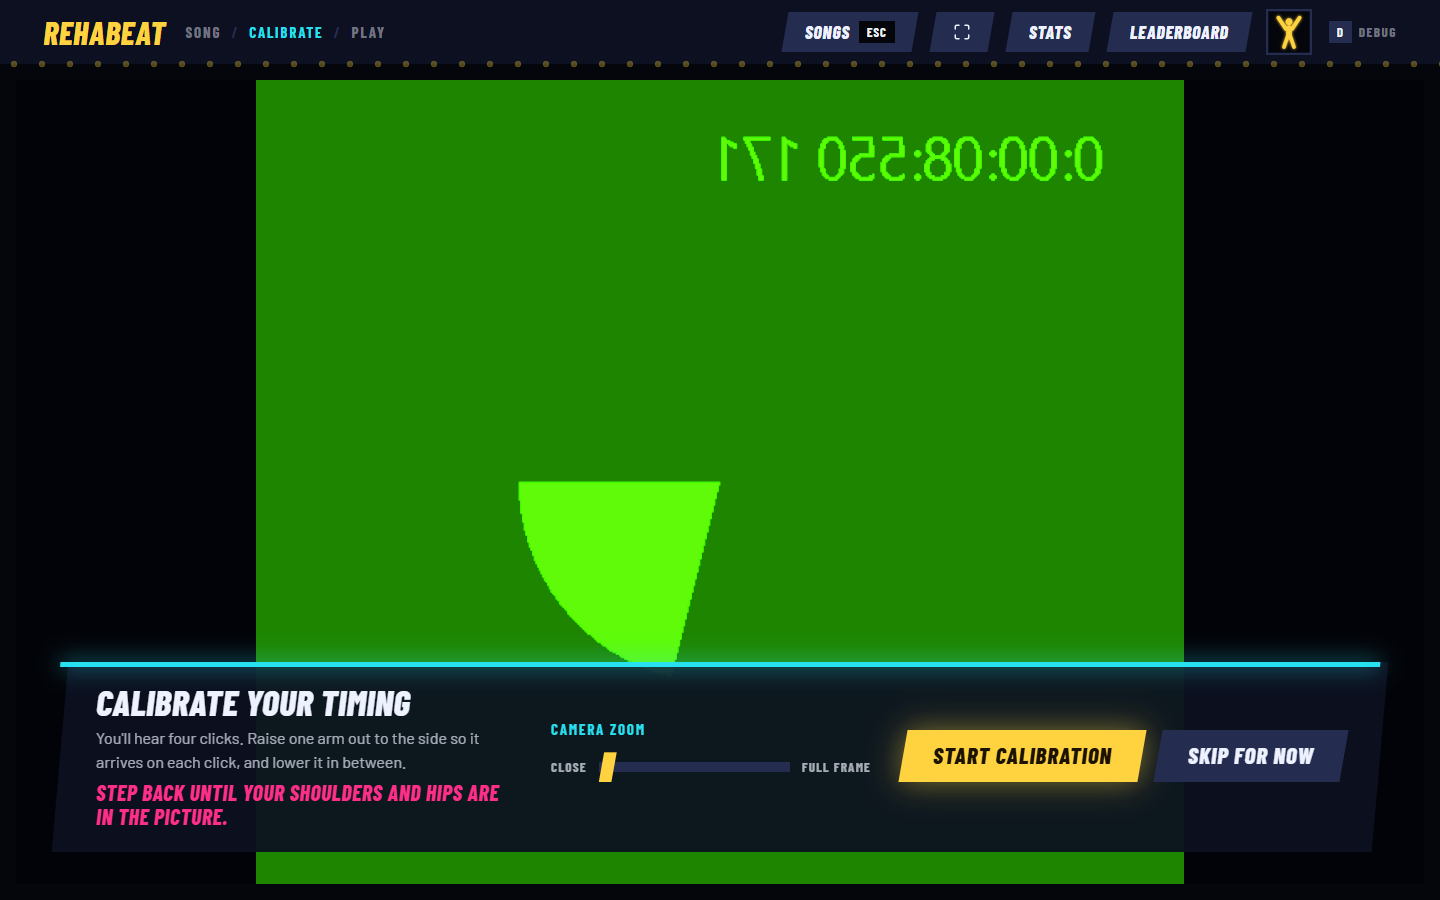 REHABEAT SONG / CALIBRATE / PLAY SONGS ESC STATS LEADERBOARD D DEBUG
0:00:08:550 171
CALIBRATE YOUR TIMING
You'll hear four clicks. Raise one arm out to the side so it
arrives on each click, and lower it in between.
STEP BACK UNTIL YOUR SHOULDERS AND HIPS ARE
IN THE PICTURE.
CAMERA ZOOM
CLOSE FULL FRAME
START CALIBRATION SKIP FOR NOW